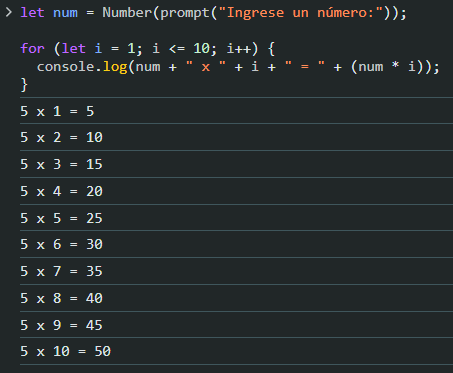 let num = Number(prompt("Ingrese un número:"));
for (let i = 1; i <= 10; i++) {
  console.log(num + " x " + i + " = " + (num * i));
}
5 x 1 = 5
5 x 2 = 10
5 x 3 = 15
5 x 4 = 20
5 x 5 = 25
5 x 6 = 30
5 x 7 = 35
5 x 8 = 40
5 x 9 = 45
5 x 10 = 50